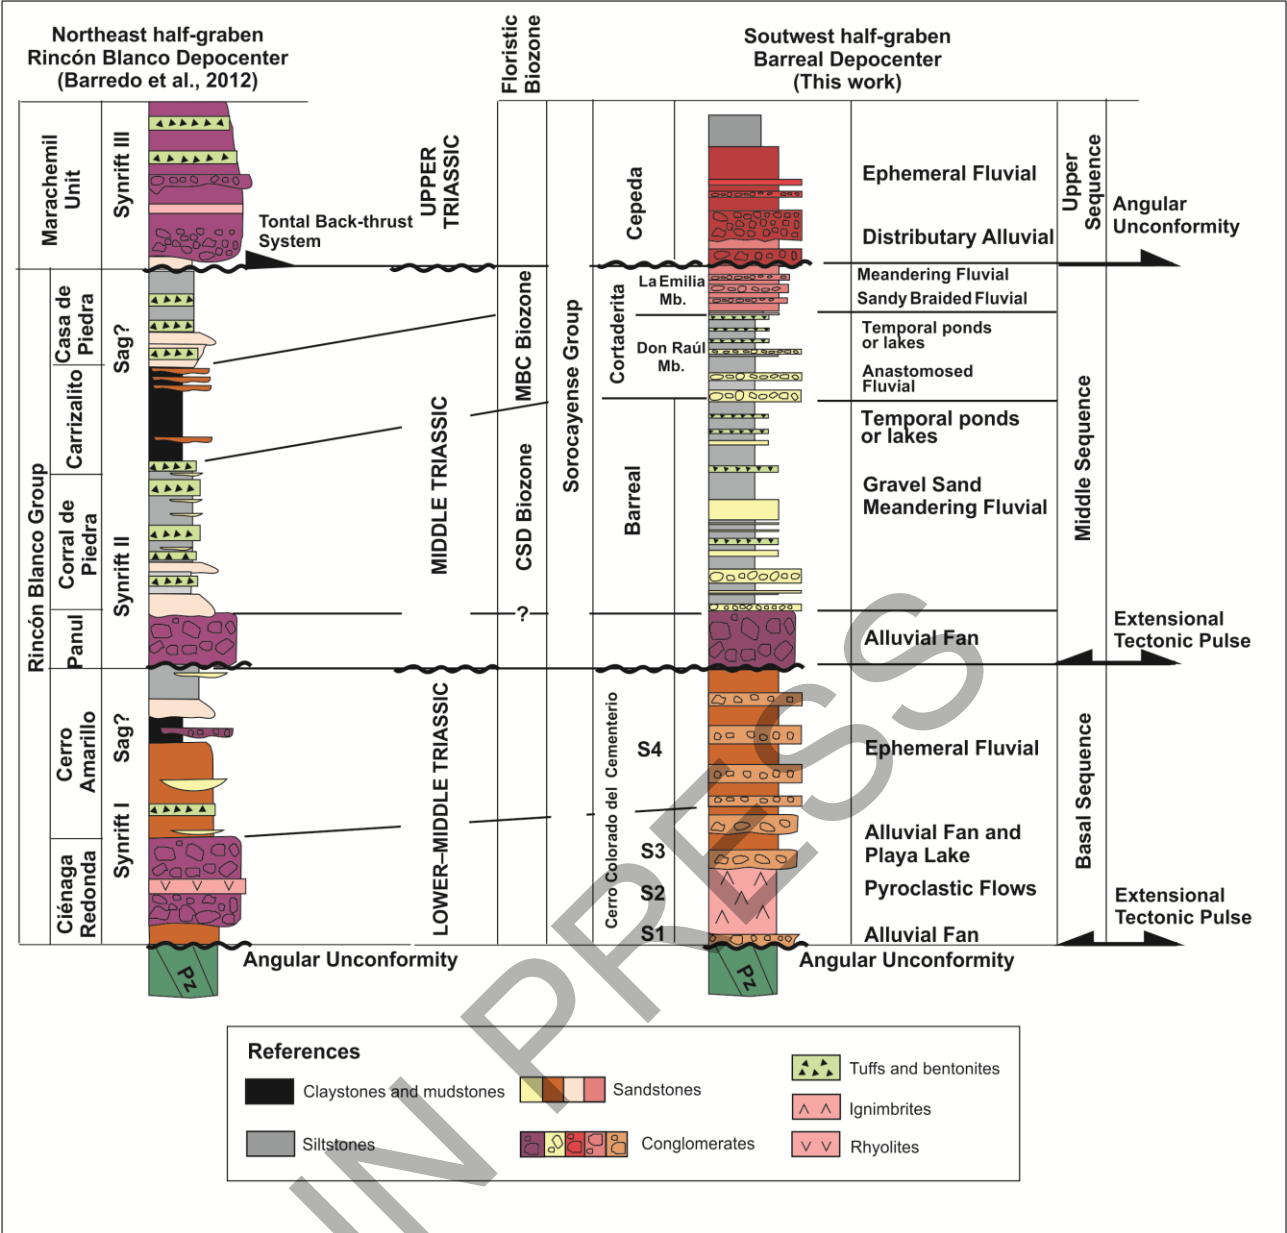 Northeast half-graben
Rincón Blanco Depocenter
(Barredo et al., 2012)
Floristic
Biozone
Soutwest half-graben
Barreal Depocenter
(This work)
Marachemil
Unit
Synrift III
Tontal Back-thrust
System
UPPER
TRIASSIC
Cepeda
Ephemeral Fluvial
Distributary Alluvial
Upper
Sequence
Angular
Unconformity
Rincón Blanco Group
Casa de
Piedra
Sag?
Carrizalito
Corral de
Piedra
Synrift II
Panul
MIDDLE TRIASSIC
MBC Biozone
CSD Biozone
?
Sorocayense Group
Cortaderita
La Emilia
Mb.
Don Raúl
Mb.
Barreal
Meandering Fluvial
Sandy Braided Fluvial
Temporal ponds
or lakes
Anastomosed
Fluvial
Temporal ponds
or lakes
Gravel Sand
Meandering Fluvial
Alluvial Fan
Middle Sequence
Extensional
Tectonic Pulse
Cerro
Amarillo
Sag?
Synrift I
Ciénaga
Redonda
LOWER–MIDDLE TRIASSIC
Cerro Colorado del Cementerio
S4
S3
S2
S1
Ephemeral Fluvial
Alluvial Fan and
Playa Lake
Pyroclastic Flows
Alluvial Fan
Basal Sequence
Extensional
Tectonic Pulse
Pz
Angular Unconformity
Pz
Angular Unconformity
References
Claystones and mudstones
Siltstones
Sandstones
Conglomerates
Tuffs and bentonites
Ignimbrites
Rhyolites
IN PRESS